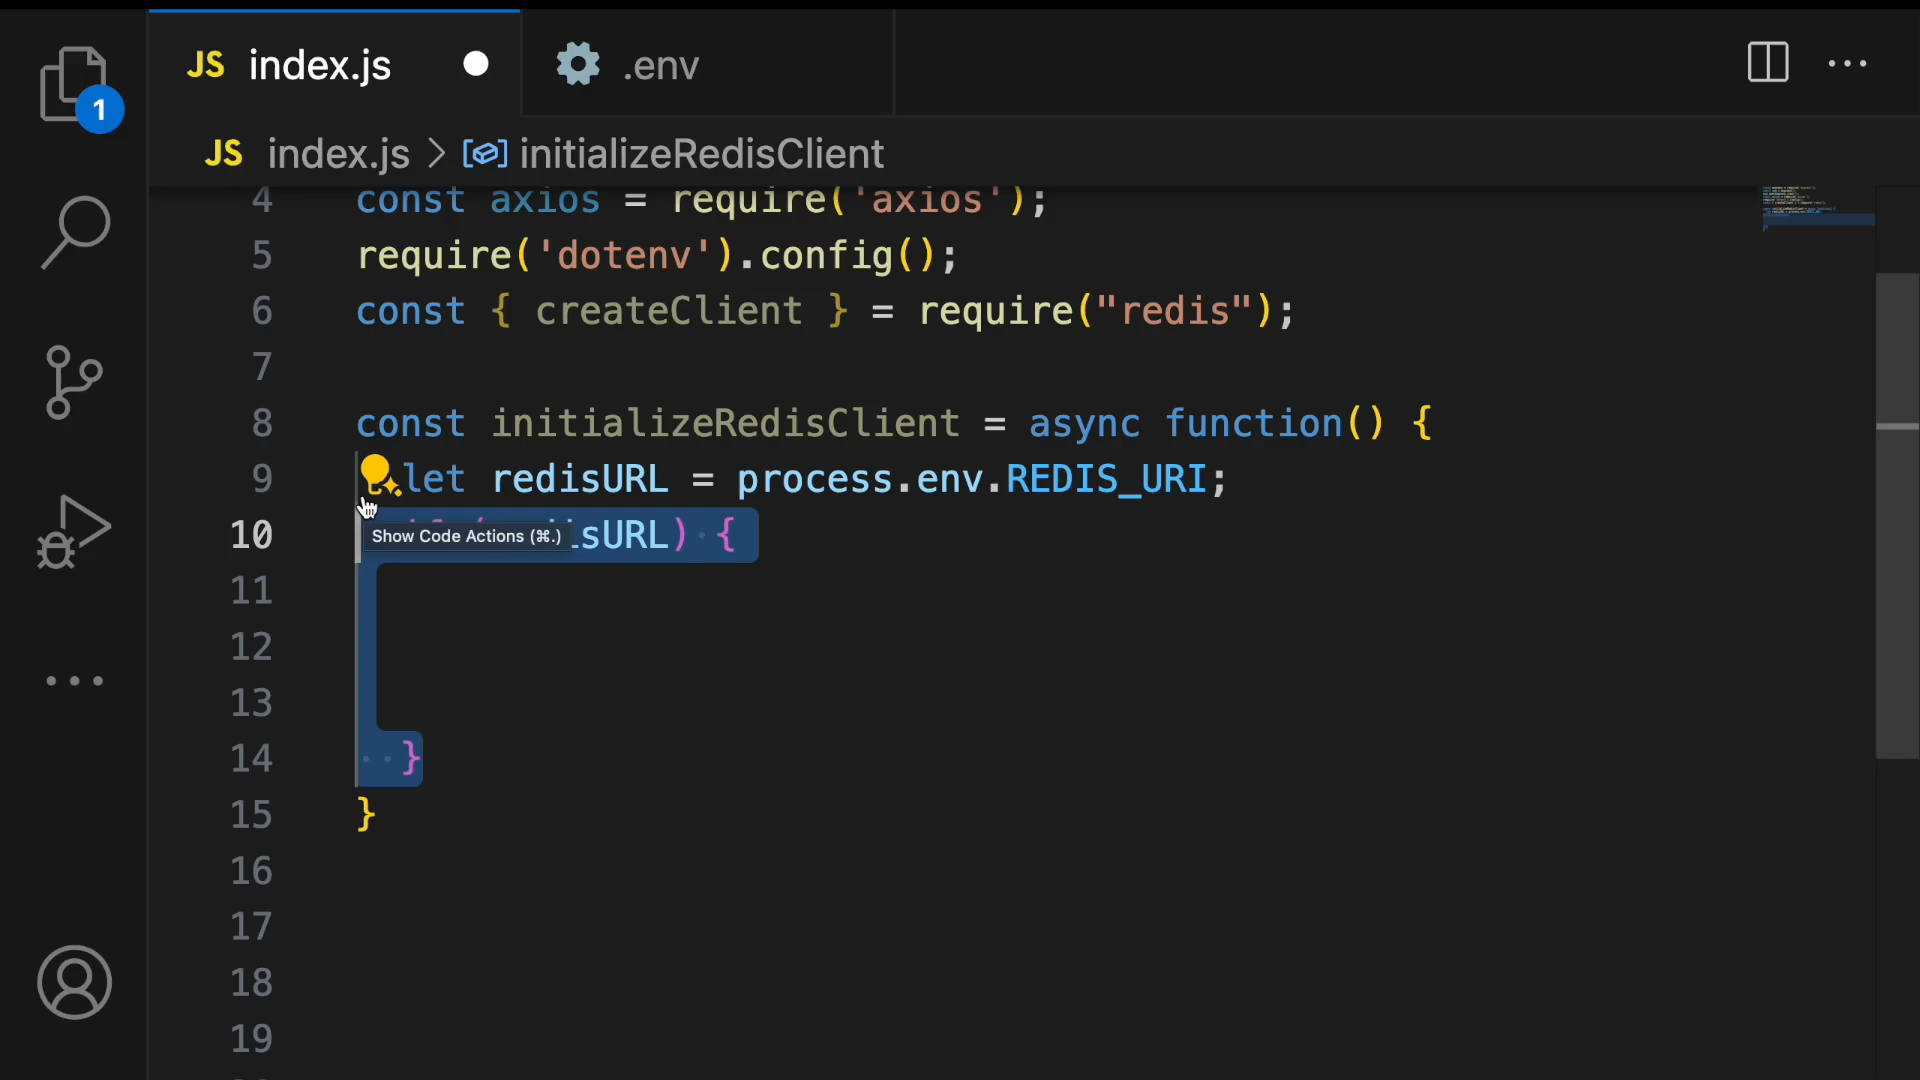 JS index.js .env
1
JS index.js > initializeRedisClient
4 const axios = require('axios');
5 require('dotenv').config();
6 const { createClient } = require("redis");
7
8 const initializeRedisClient = async function() {
9 let redisURL = process.env.REDIS_URI;
10 isURL) {
Show Code Actions (⌘.)
11
12
13
14 }
15 }
16
17
18
19